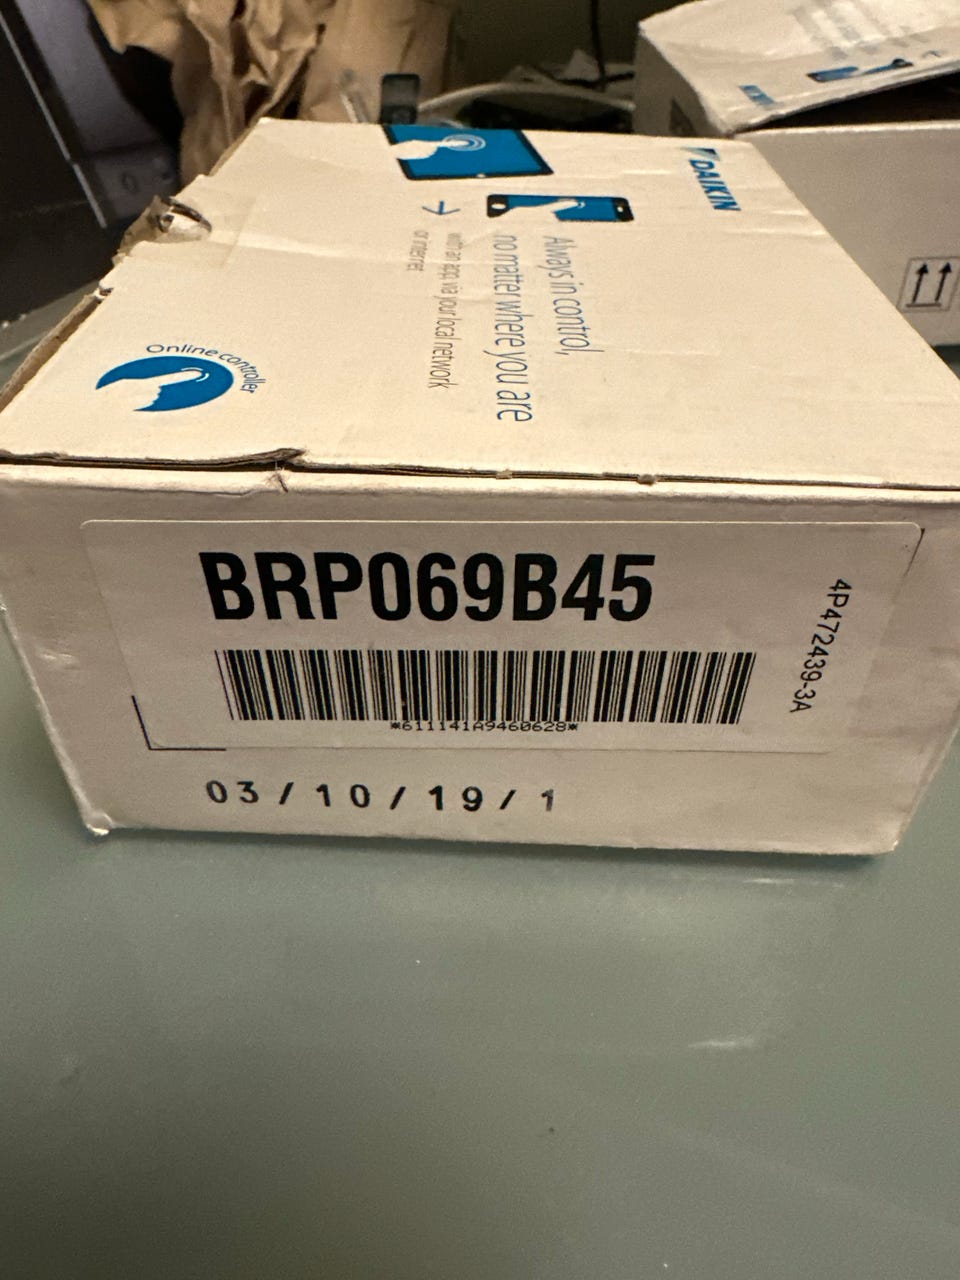 DAIKIN
Always in control,
no matter where you are
with an app via your local network
or internet
Online controller
BRP069B45
*611141A9460628*
4P472439-3A
03/10/19/1